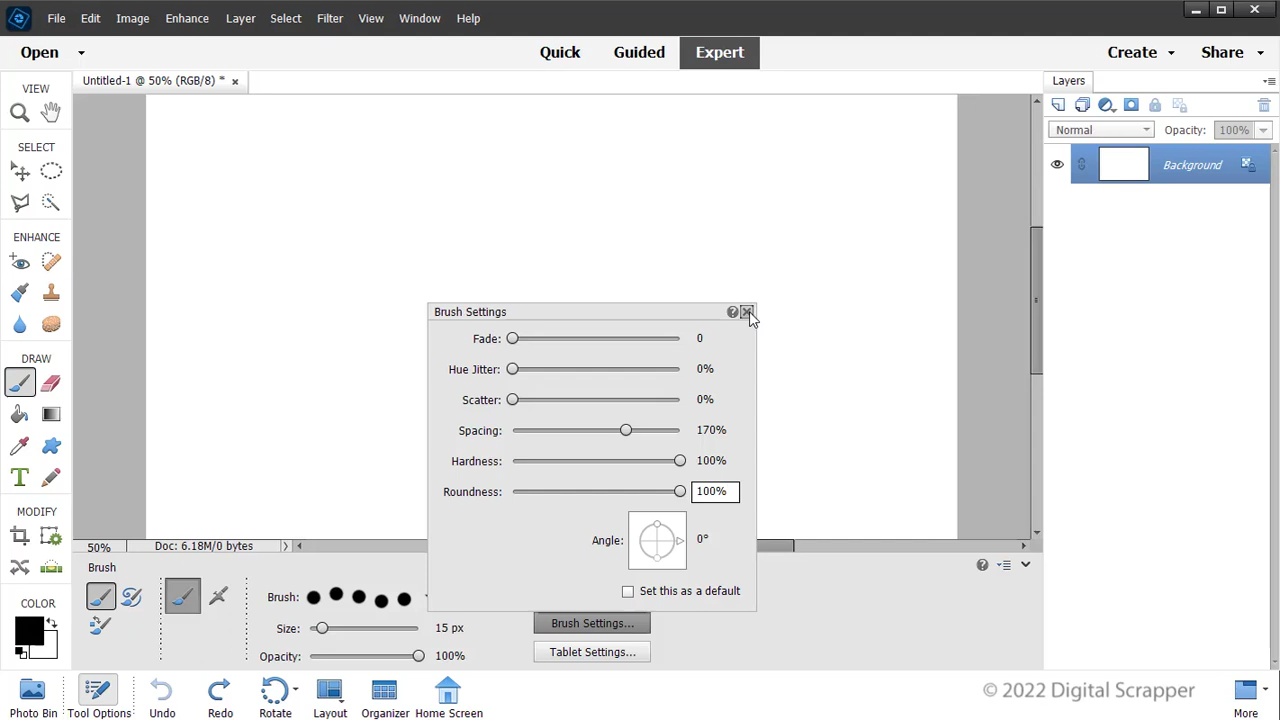 File Edit Image Enhance Layer Select Filter View Window Help
Open Quick Guided Expert Create Share
VIEW
Untitled-1 @ 50% (RGB/8) * ×
Layers
Normal Opacity: 100%
Background
SELECT
ENHANCE
DRAW
MODIFY
COLOR
Brush Settings
Fade: 0
Hue Jitter: 0%
Scatter: 0%
Spacing: 170%
Hardness: 100%
Roundness: 100%
Angle: 0°
Set this as a default
50% Doc: 6.18M/0 bytes
Brush
Brush:
Size: 15 px
Opacity: 100%
Brush Settings...
Tablet Settings...
Photo Bin Tool Options Undo Redo Rotate Layout Organizer Home Screen More
© 2022 Digital Scrapper